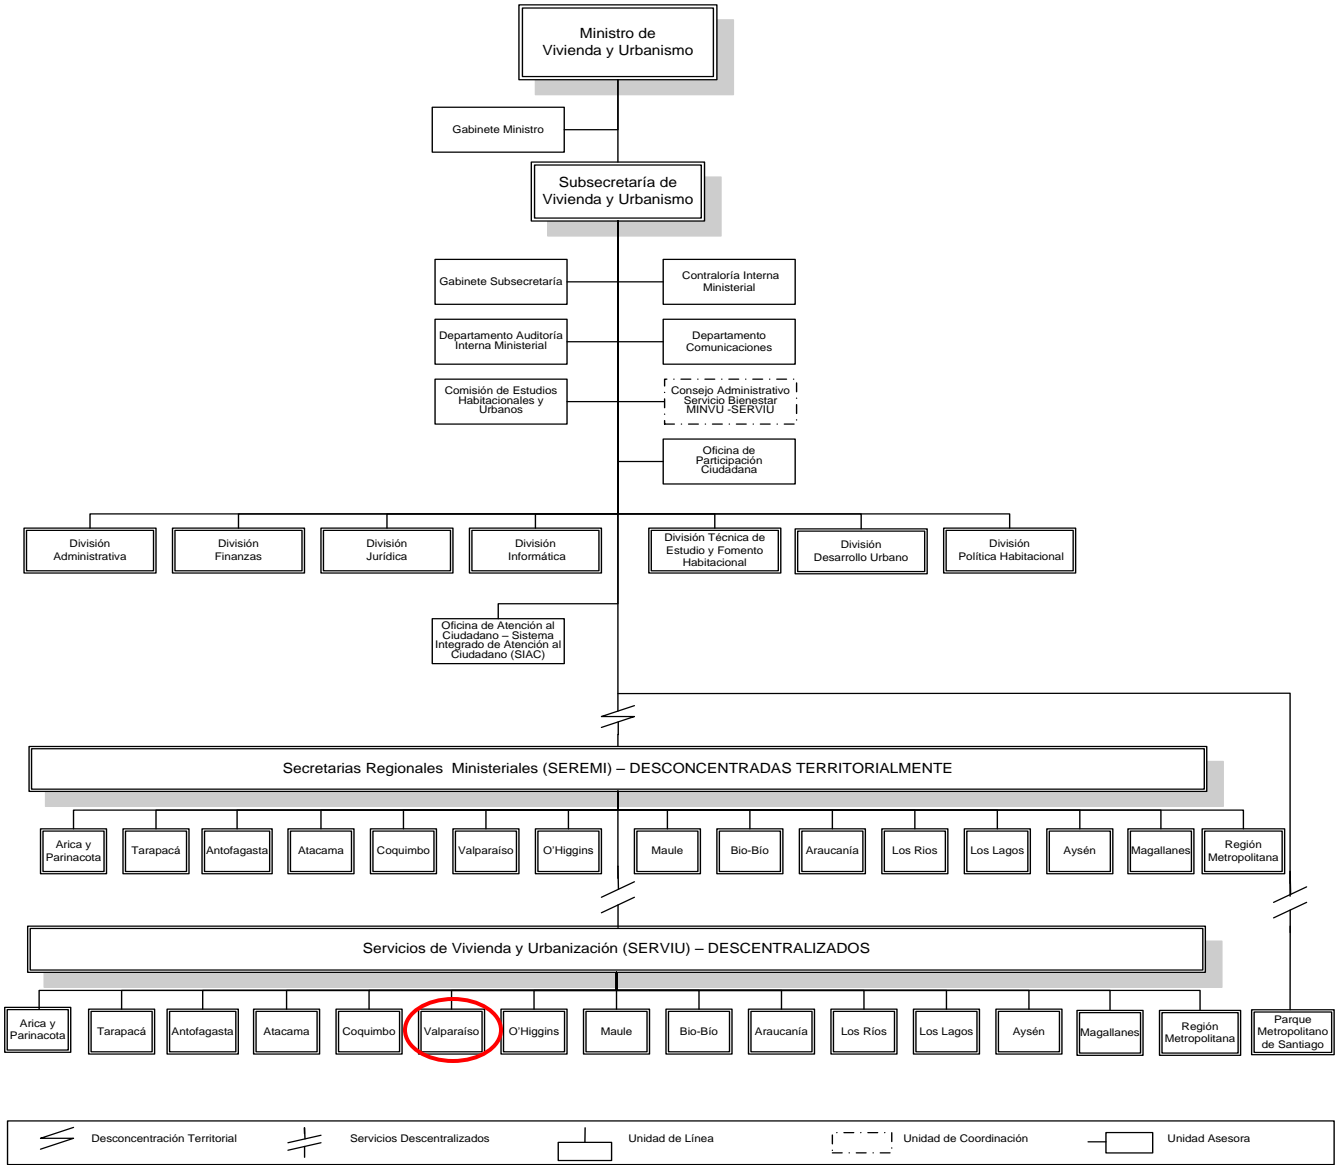 Ministro de
Vivienda y Urbanismo
Gabinete Ministro
Subsecretaría de
Vivienda y Urbanismo
Gabinete Subsecretaría
Contraloría Interna
Ministerial
Departamento Auditoría
Interna Ministerial
Departamento
Comunicaciones
Comisión de Estudios
Habitacionales y
Urbanos
Consejo Administrativo
Servicio Bienestar
MINVU -SERVIU
Oficina de
Participación
Ciudadana
División
Administrativa
División
Finanzas
División
Jurídica
División
Informática
División Técnica de
Estudio y Fomento
Habitacional
División
Desarrollo Urbano
División
Política Habitacional
Oficina de Atención al
Ciudadano – Sistema
Integrado de Atención al
Ciudadano (SIAC)
Secretarias Regionales Ministeriales (SEREMI) – DESCONCENTRADAS TERRITORIALMENTE
Arica y
Parinacota
Tarapacá
Antofagasta
Atacama
Coquimbo
Valparaíso
O'Higgins
Maule
Bio-Bío
Araucanía
Los Rios
Los Lagos
Aysén
Magallanes
Región
Metropolitana
Servicios de Vivienda y Urbanización (SERVIU) – DESCENTRALIZADOS
Arica y
Parinacota
Tarapacá
Antofagasta
Atacama
Coquimbo
Valparaíso
O'Higgins
Maule
Bio-Bío
Araucanía
Los Ríos
Los Lagos
Aysén
Magallanes
Región
Metropolitana
Parque
Metropolitano
de Santiago
Desconcentración Territorial
Servicios Descentralizados
Unidad de Línea
Unidad de Coordinación
Unidad Asesora